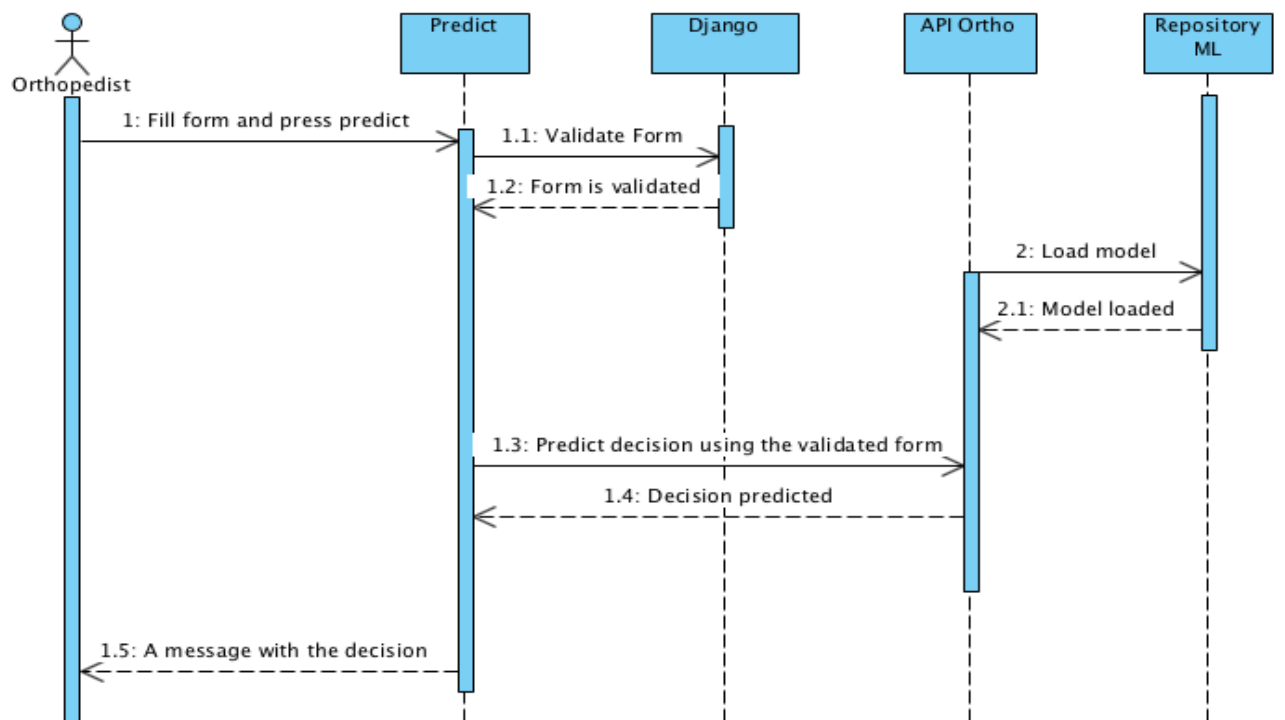 Predict
Django
API Ortho
Repository
ML
Orthopedist
1: Fill form and press predict
1.1: Validate Form
1.2: Form is validated
2: Load model
2.1: Model loaded
1.3: Predict decision using the validated form
1.4: Decision predicted
1.5: A message with the decision